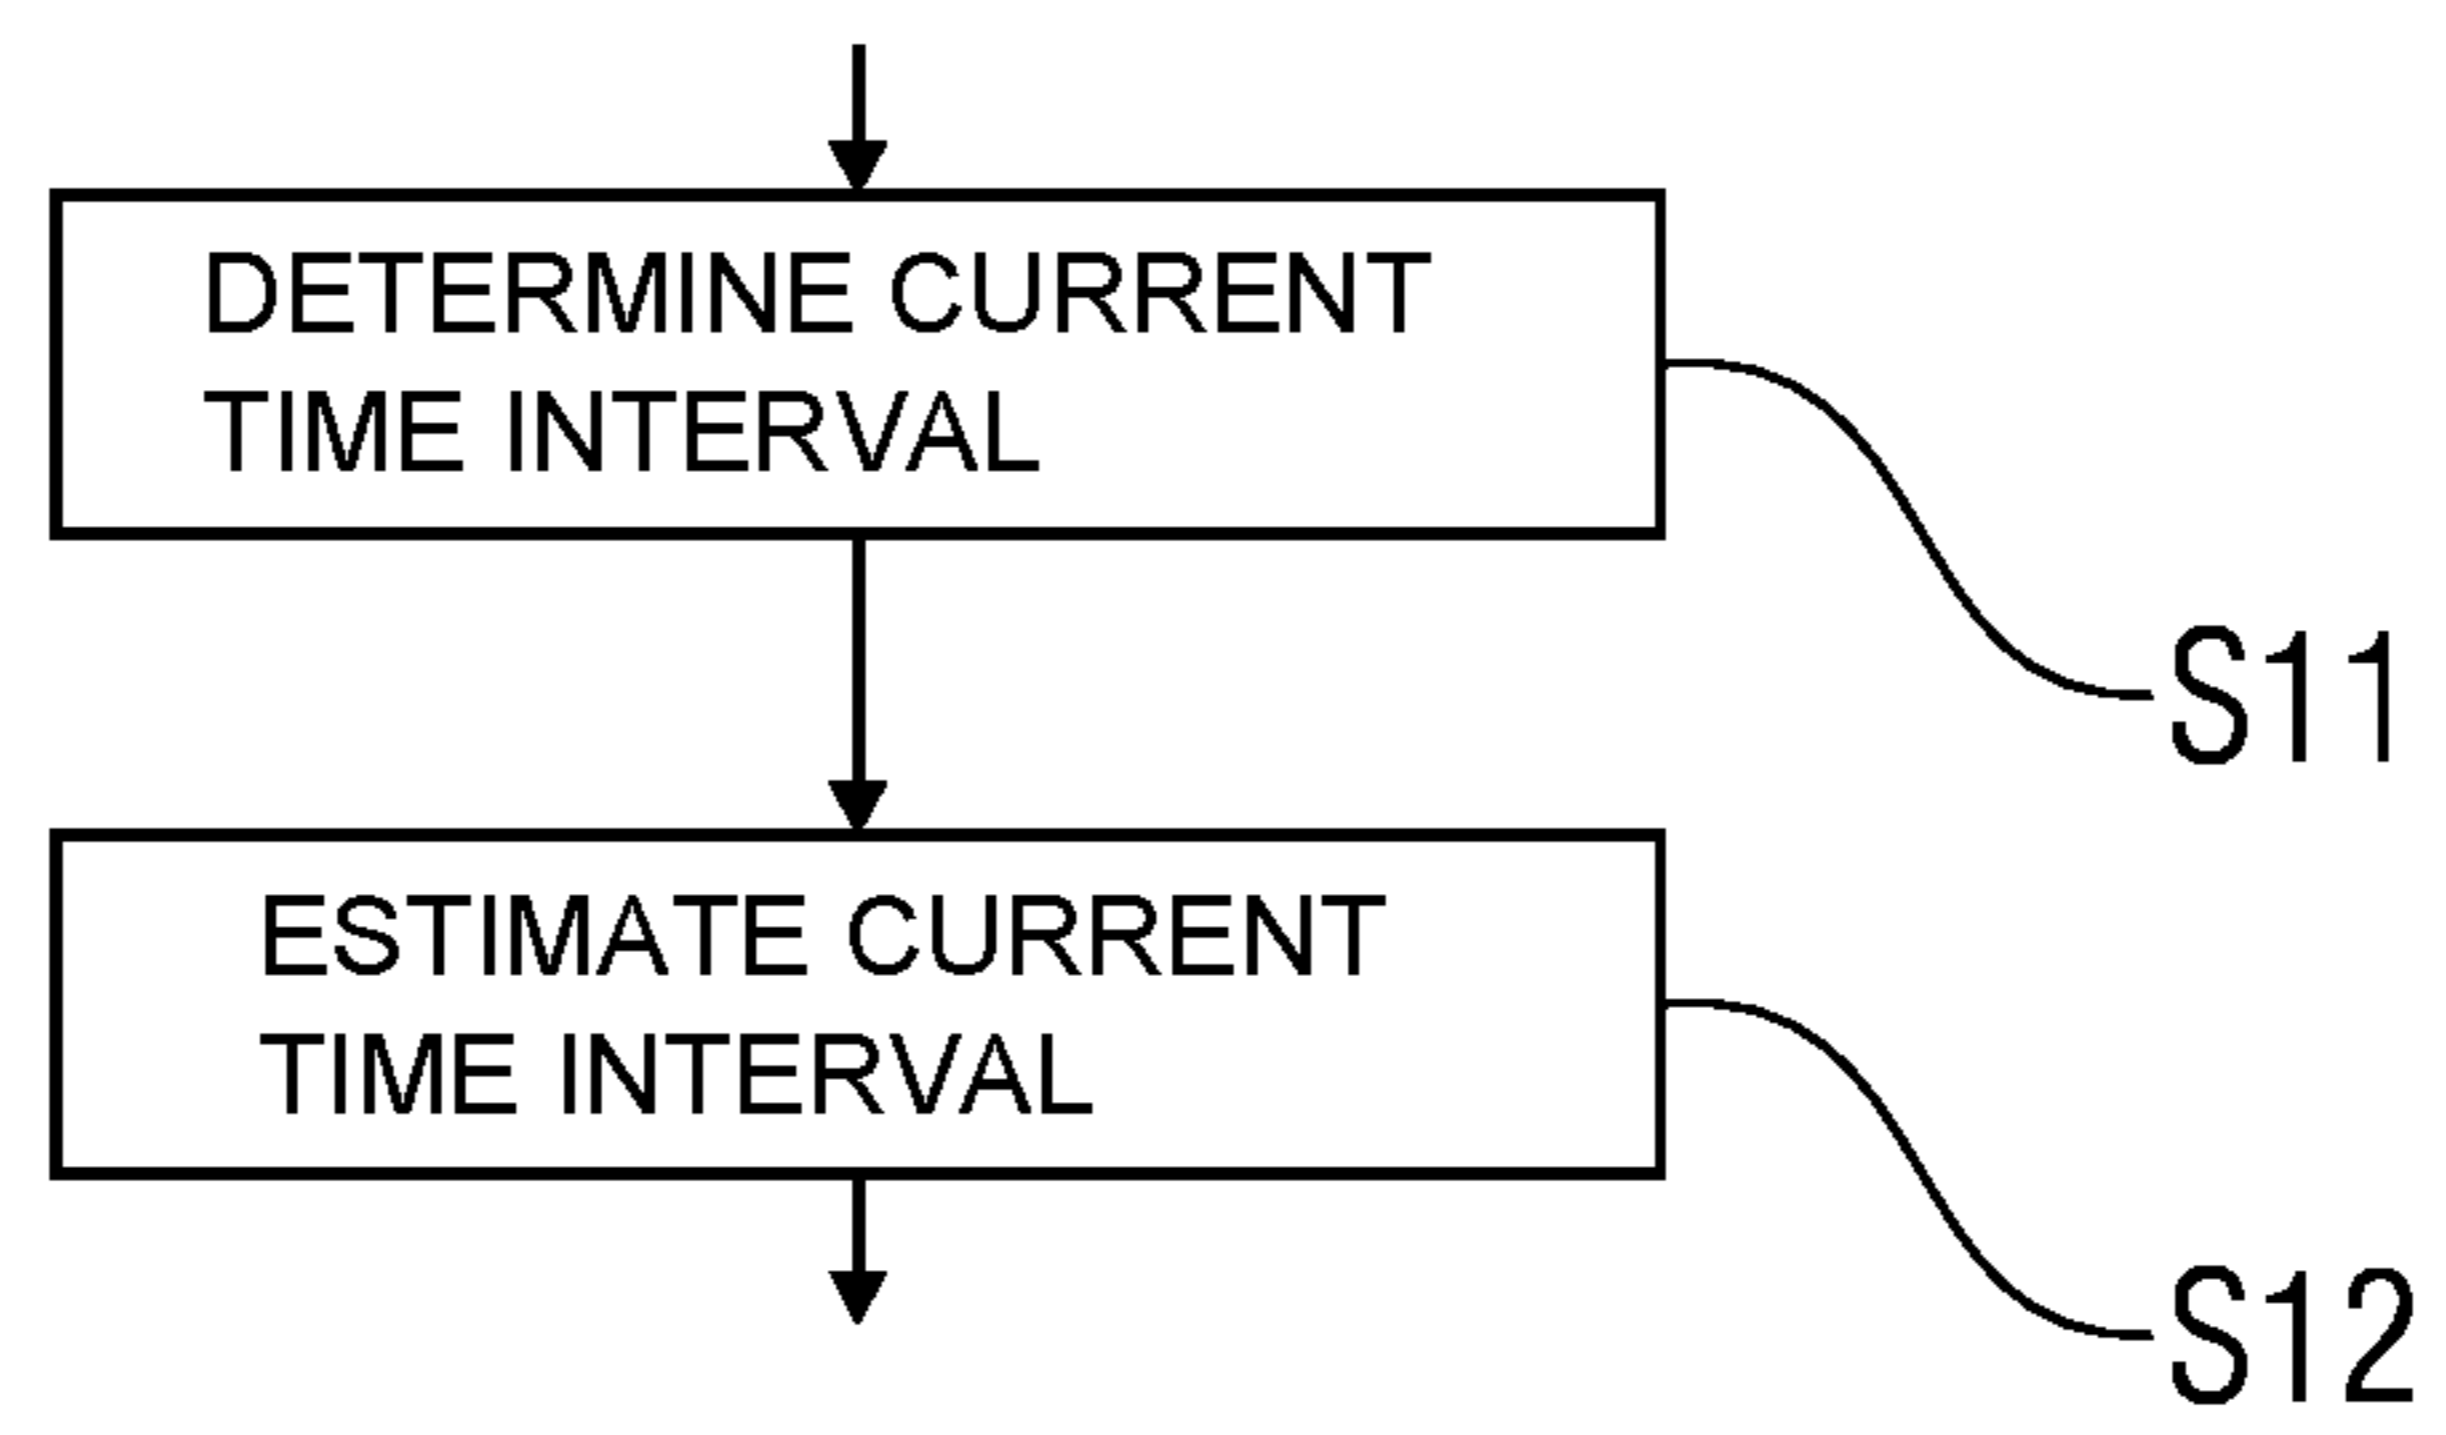 DETERMINE CURRENT
TIME INTERVAL
S11
ESTIMATE CURRENT
TIME INTERVAL
S12